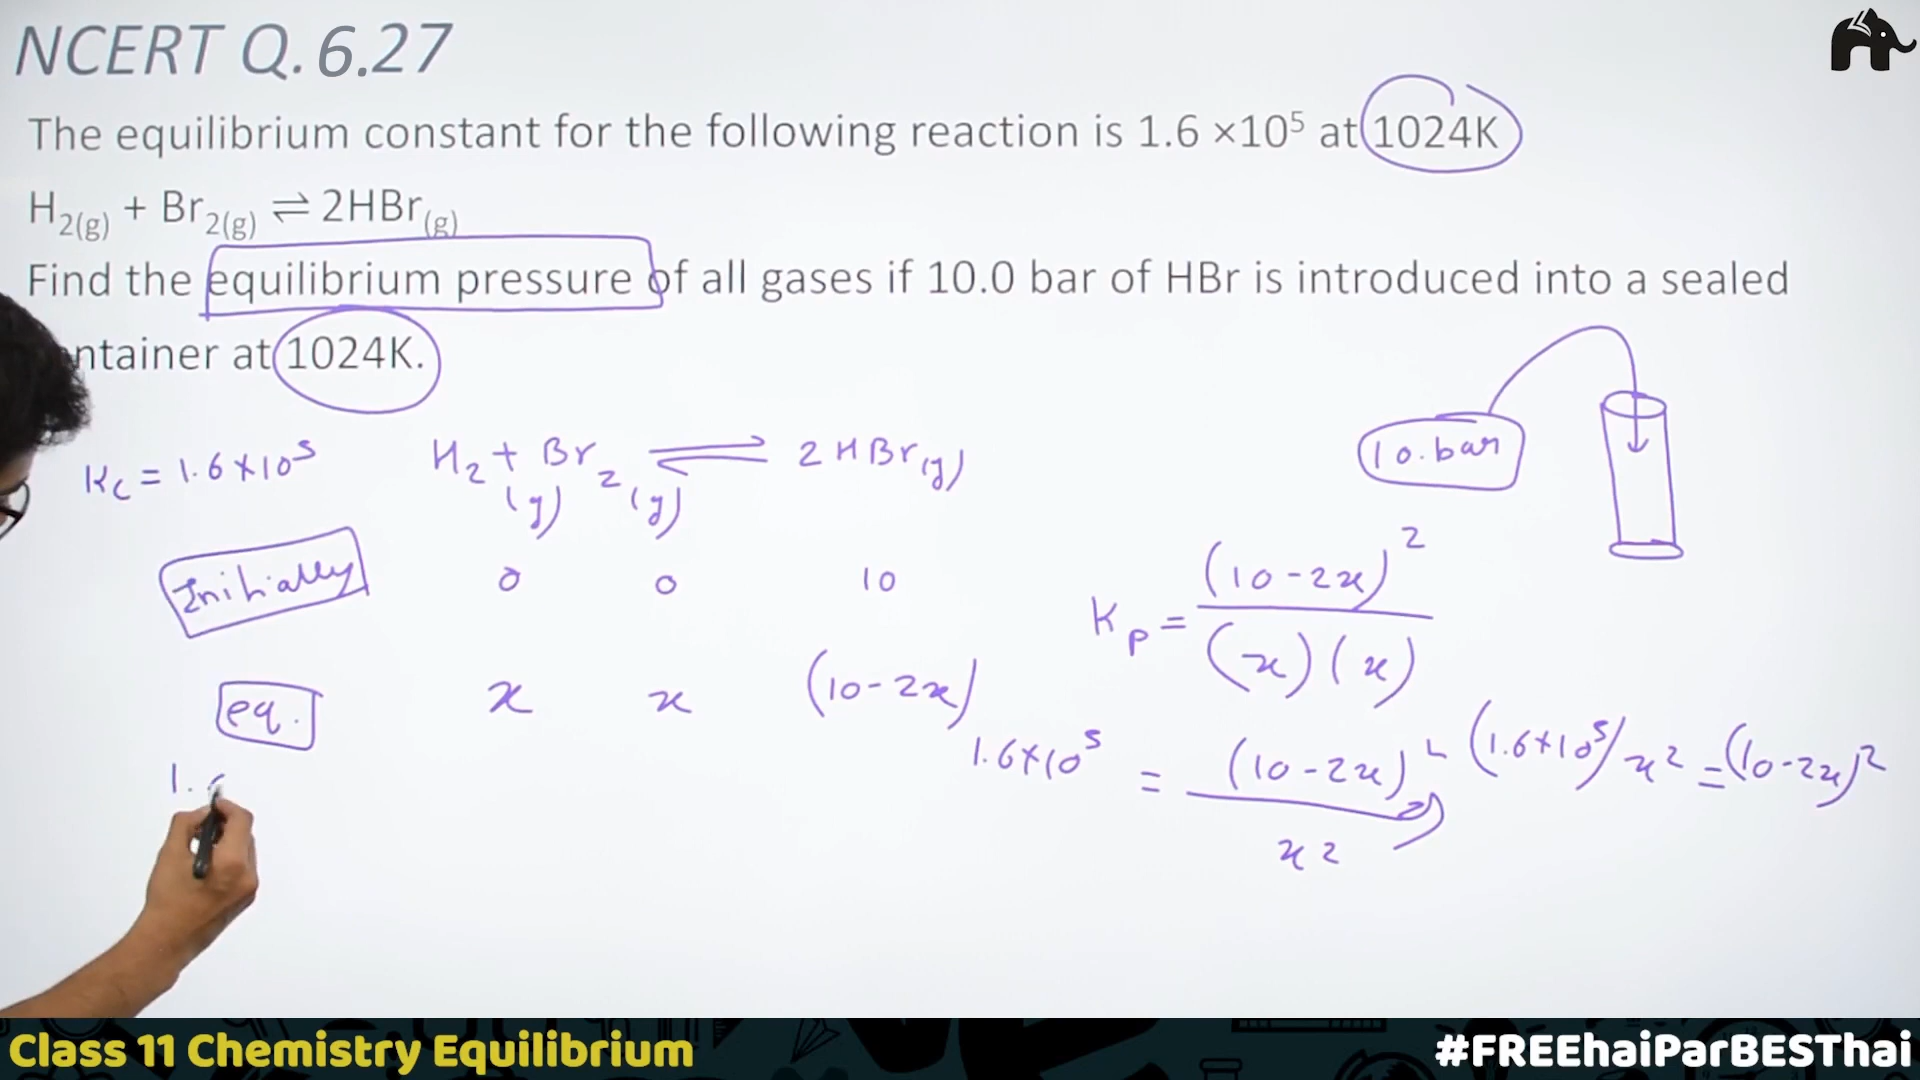 NCERT Q. 6.27
The equilibrium constant for the following reaction is 1.6 ×10⁵ at 1024K
H₂(g) + Br₂(g) ⇌ 2HBr(g)
Find the equilibrium pressure of all gases if 10.0 bar of HBr is introduced into a sealed
ntainer at 1024K.
10.bar
Kc = 1.6×10⁵
H₂ + Br₂ ⇌ 2HBr(g)
(g) (g)
Initially 0 0 10
Kp = (10-2x)² / (x)(x)
eq. x x (10-2x)
1.6×10⁵ = (10-2x)² / x²
(1.6×10⁵) x² = (10-2x)²
1.6
Class 11 Chemistry Equilibrium
#FREEhaiParBESThai